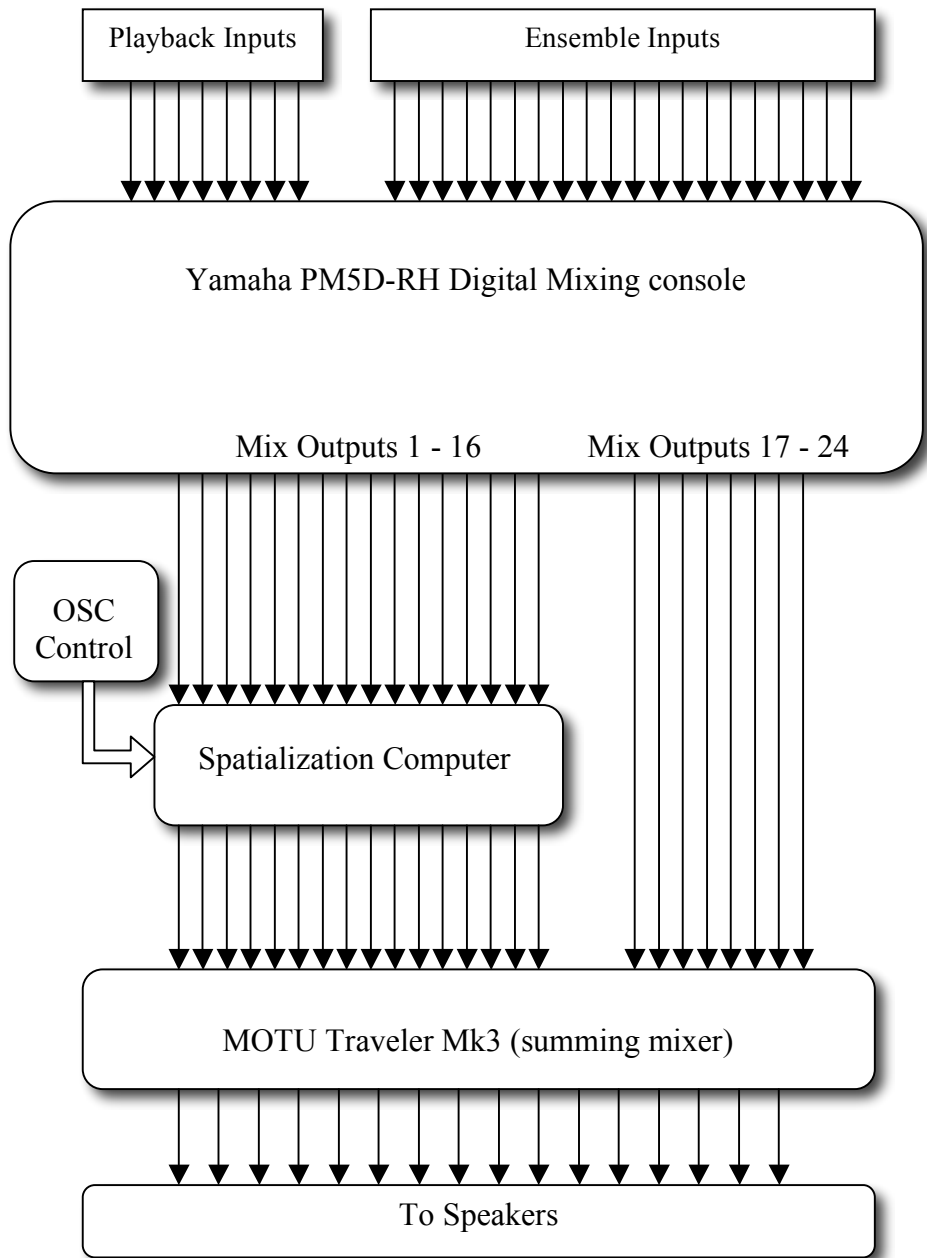 Playback Inputs
Ensemble Inputs
Yamaha PM5D-RH Digital Mixing console
Mix Outputs 1 - 16
Mix Outputs 17 - 24
OSC
Control
Spatialization Computer
MOTU Traveler Mk3 (summing mixer)
To Speakers